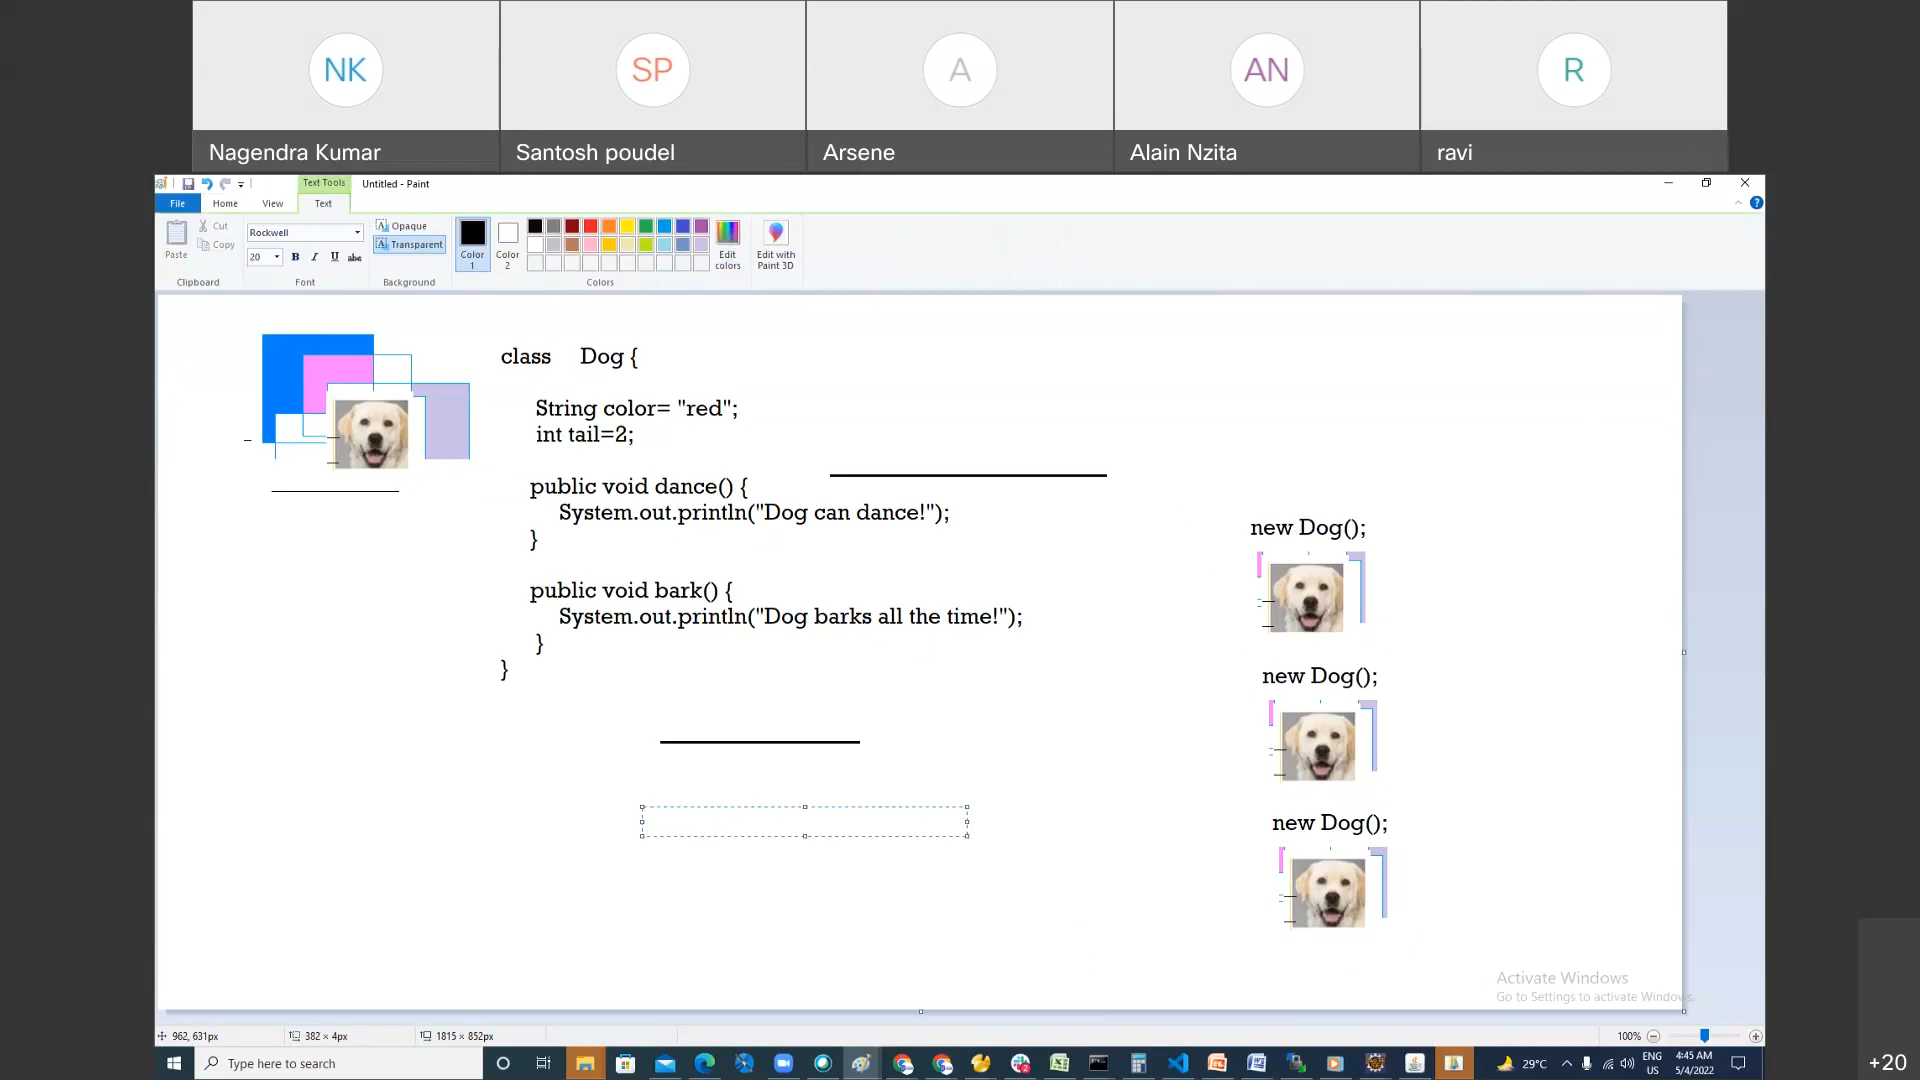 NK
SP
A
AN
R
Nagendra Kumar
Santosh poudel
Arsene
Alain Nzita
ravi
Text Tools
Untitled - Paint
File
Home
View
Text
Paste
Cut
Copy
Clipboard
Rockwell
20
B I U abc
Font
Opaque
Transparent
Background
Color 1
Color 2
Edit colors
Edit with Paint 3D
Colors
class Dog {
String color= "red";
int tail=2;
public void dance() {
System.out.println("Dog can dance!");
}
public void bark() {
System.out.println("Dog barks all the time!");
}
}
new Dog();
new Dog();
new Dog();
Activate Windows
Go to Settings to activate Windows.
962, 631px
382 × 4px
1815 × 852px
100%
Type here to search
29°C
ENG
US
4:45 AM
5/4/2022
+20